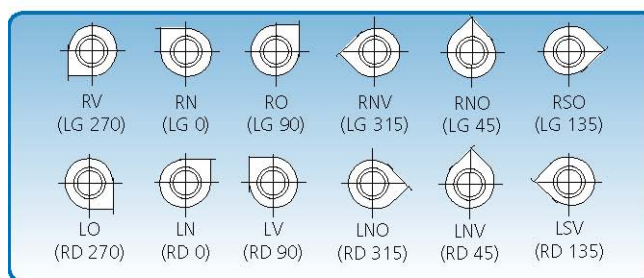 RV RN RO RNV RNO RSO
(LG 270) (LG 0) (LG 90) (LG 315) (LG 45) (LG 135)
LO LN LV LNO LNV LSV
(RD 270) (RD 0) (RD 90) (RD 315) (RD 45) (RD 135)